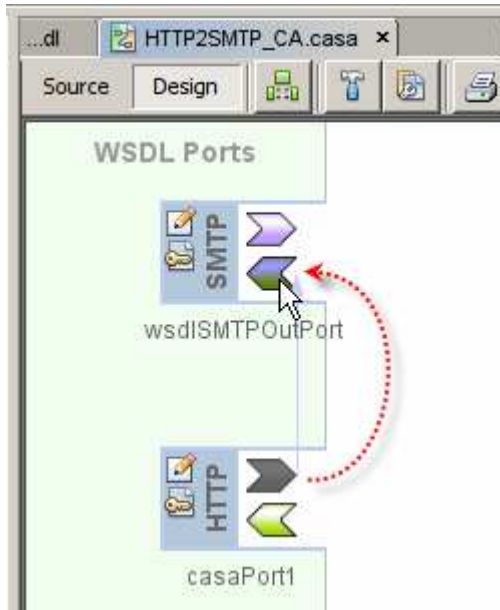 ...dl HTTP2SMTP_CA.casa ×
Source Design
WSDL Ports
SMTP
wsdlSMTPOutPort
HTTP
casaPort1